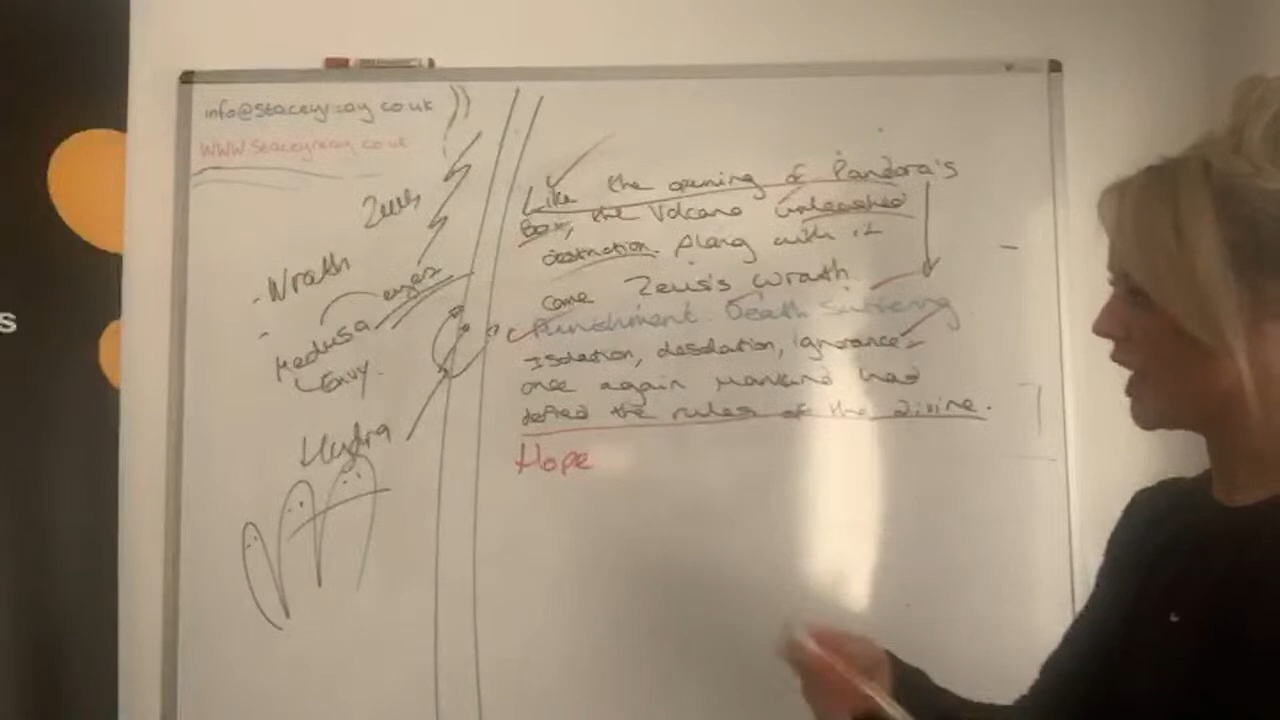 info@staceyreay.co.uk
www.staceyreay.co.uk
Zeus
- Wrath
- Medusa
Envy.
Hydra
Like the opening of Pandora's
Box, the Volcano unleashed
destruction. Along with it
came Zeus's wrath.
Punishment. Death Suffering
Isolation, desolation, ignorance
once again mankind had
defied the rules of the divine.
Hope
s